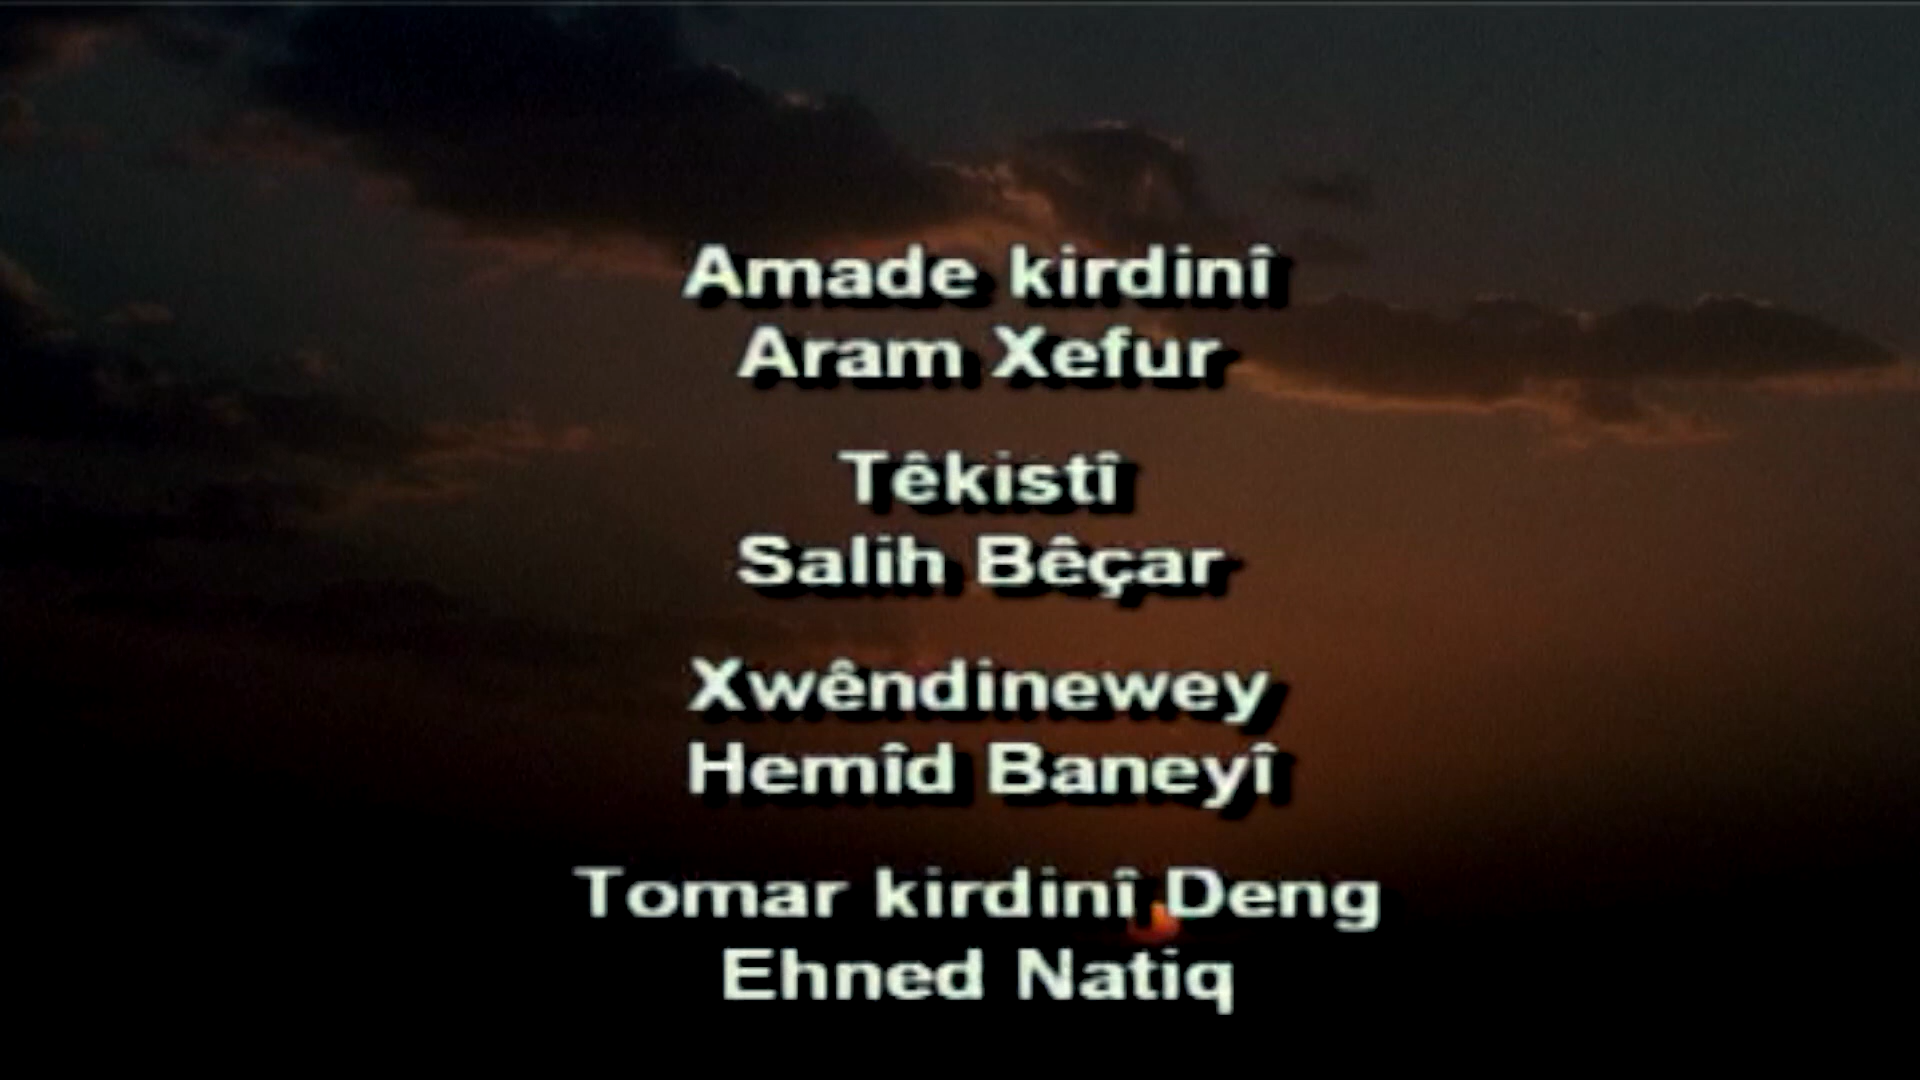 Amade kirdinî
Aram Xefur
Têkistî
Salih Bêçar
Xwêndinewey
Hemîd Baneyî
Tomar kirdinî Deng
Ehned Natiq